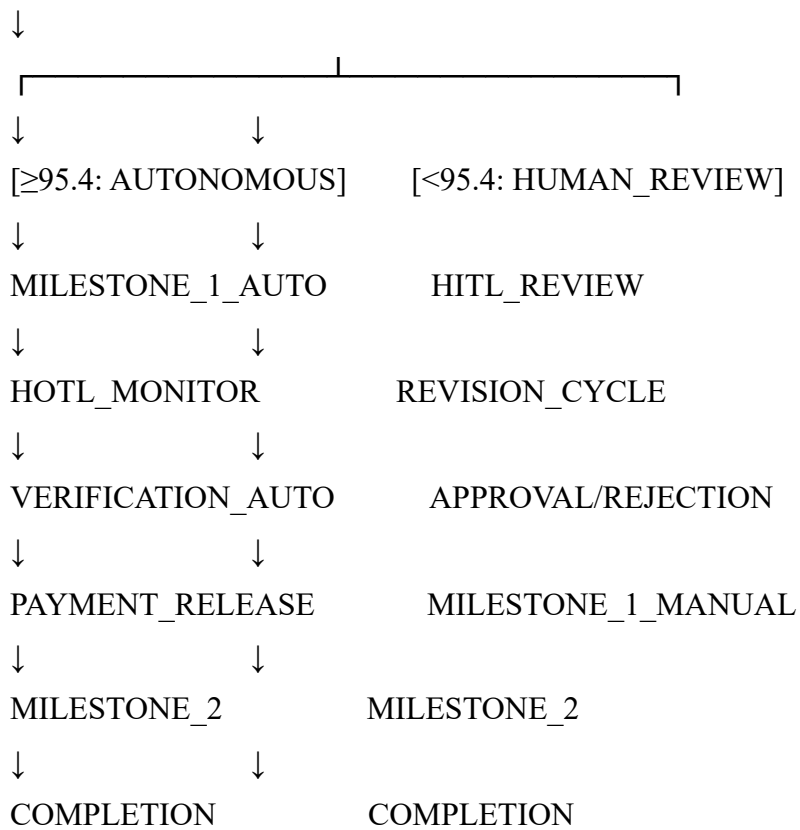 ↓
┌─────────────────┴──────────────────┐
↓ ↓
[≥95.4: AUTONOMOUS] [<95.4: HUMAN_REVIEW]
↓ ↓
MILESTONE_1_AUTO HITL_REVIEW
↓ ↓
HOTL_MONITOR REVISION_CYCLE
↓ ↓
VERIFICATION_AUTO APPROVAL/REJECTION
↓ ↓
PAYMENT_RELEASE MILESTONE_1_MANUAL
↓ ↓
MILESTONE_2 MILESTONE_2
↓ ↓
COMPLETION COMPLETION